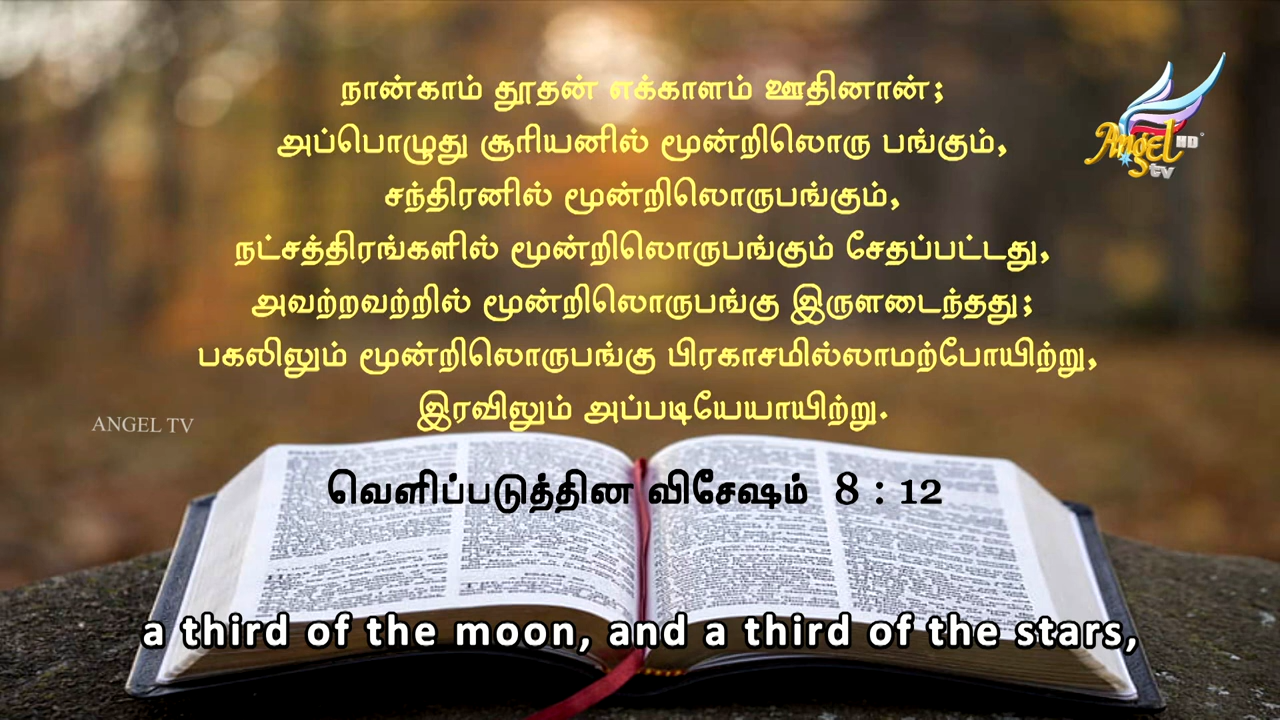 நான்காம் தூதன் எக்காளம் ஊதினான்;
அப்பொழுது சூரியனில் மூன்றிலொரு பங்கும்,
சந்திரனில் மூன்றிலொருபங்கும்,
நட்சத்திரங்களில் மூன்றிலொருபங்கும் சேதப்பட்டது,
அவற்றவற்றில் மூன்றிலொருபங்கு இருளடைந்தது;
பகலிலும் மூன்றிலொருபங்கு பிரகாசமில்லாமற்போயிற்று,
இரவிலும் அப்படியேயாயிற்று.
வெளிப்படுத்தின விசேஷம் 8 : 12
a third of the moon, and a third of the stars,
Angel HD
tv
ANGEL TV